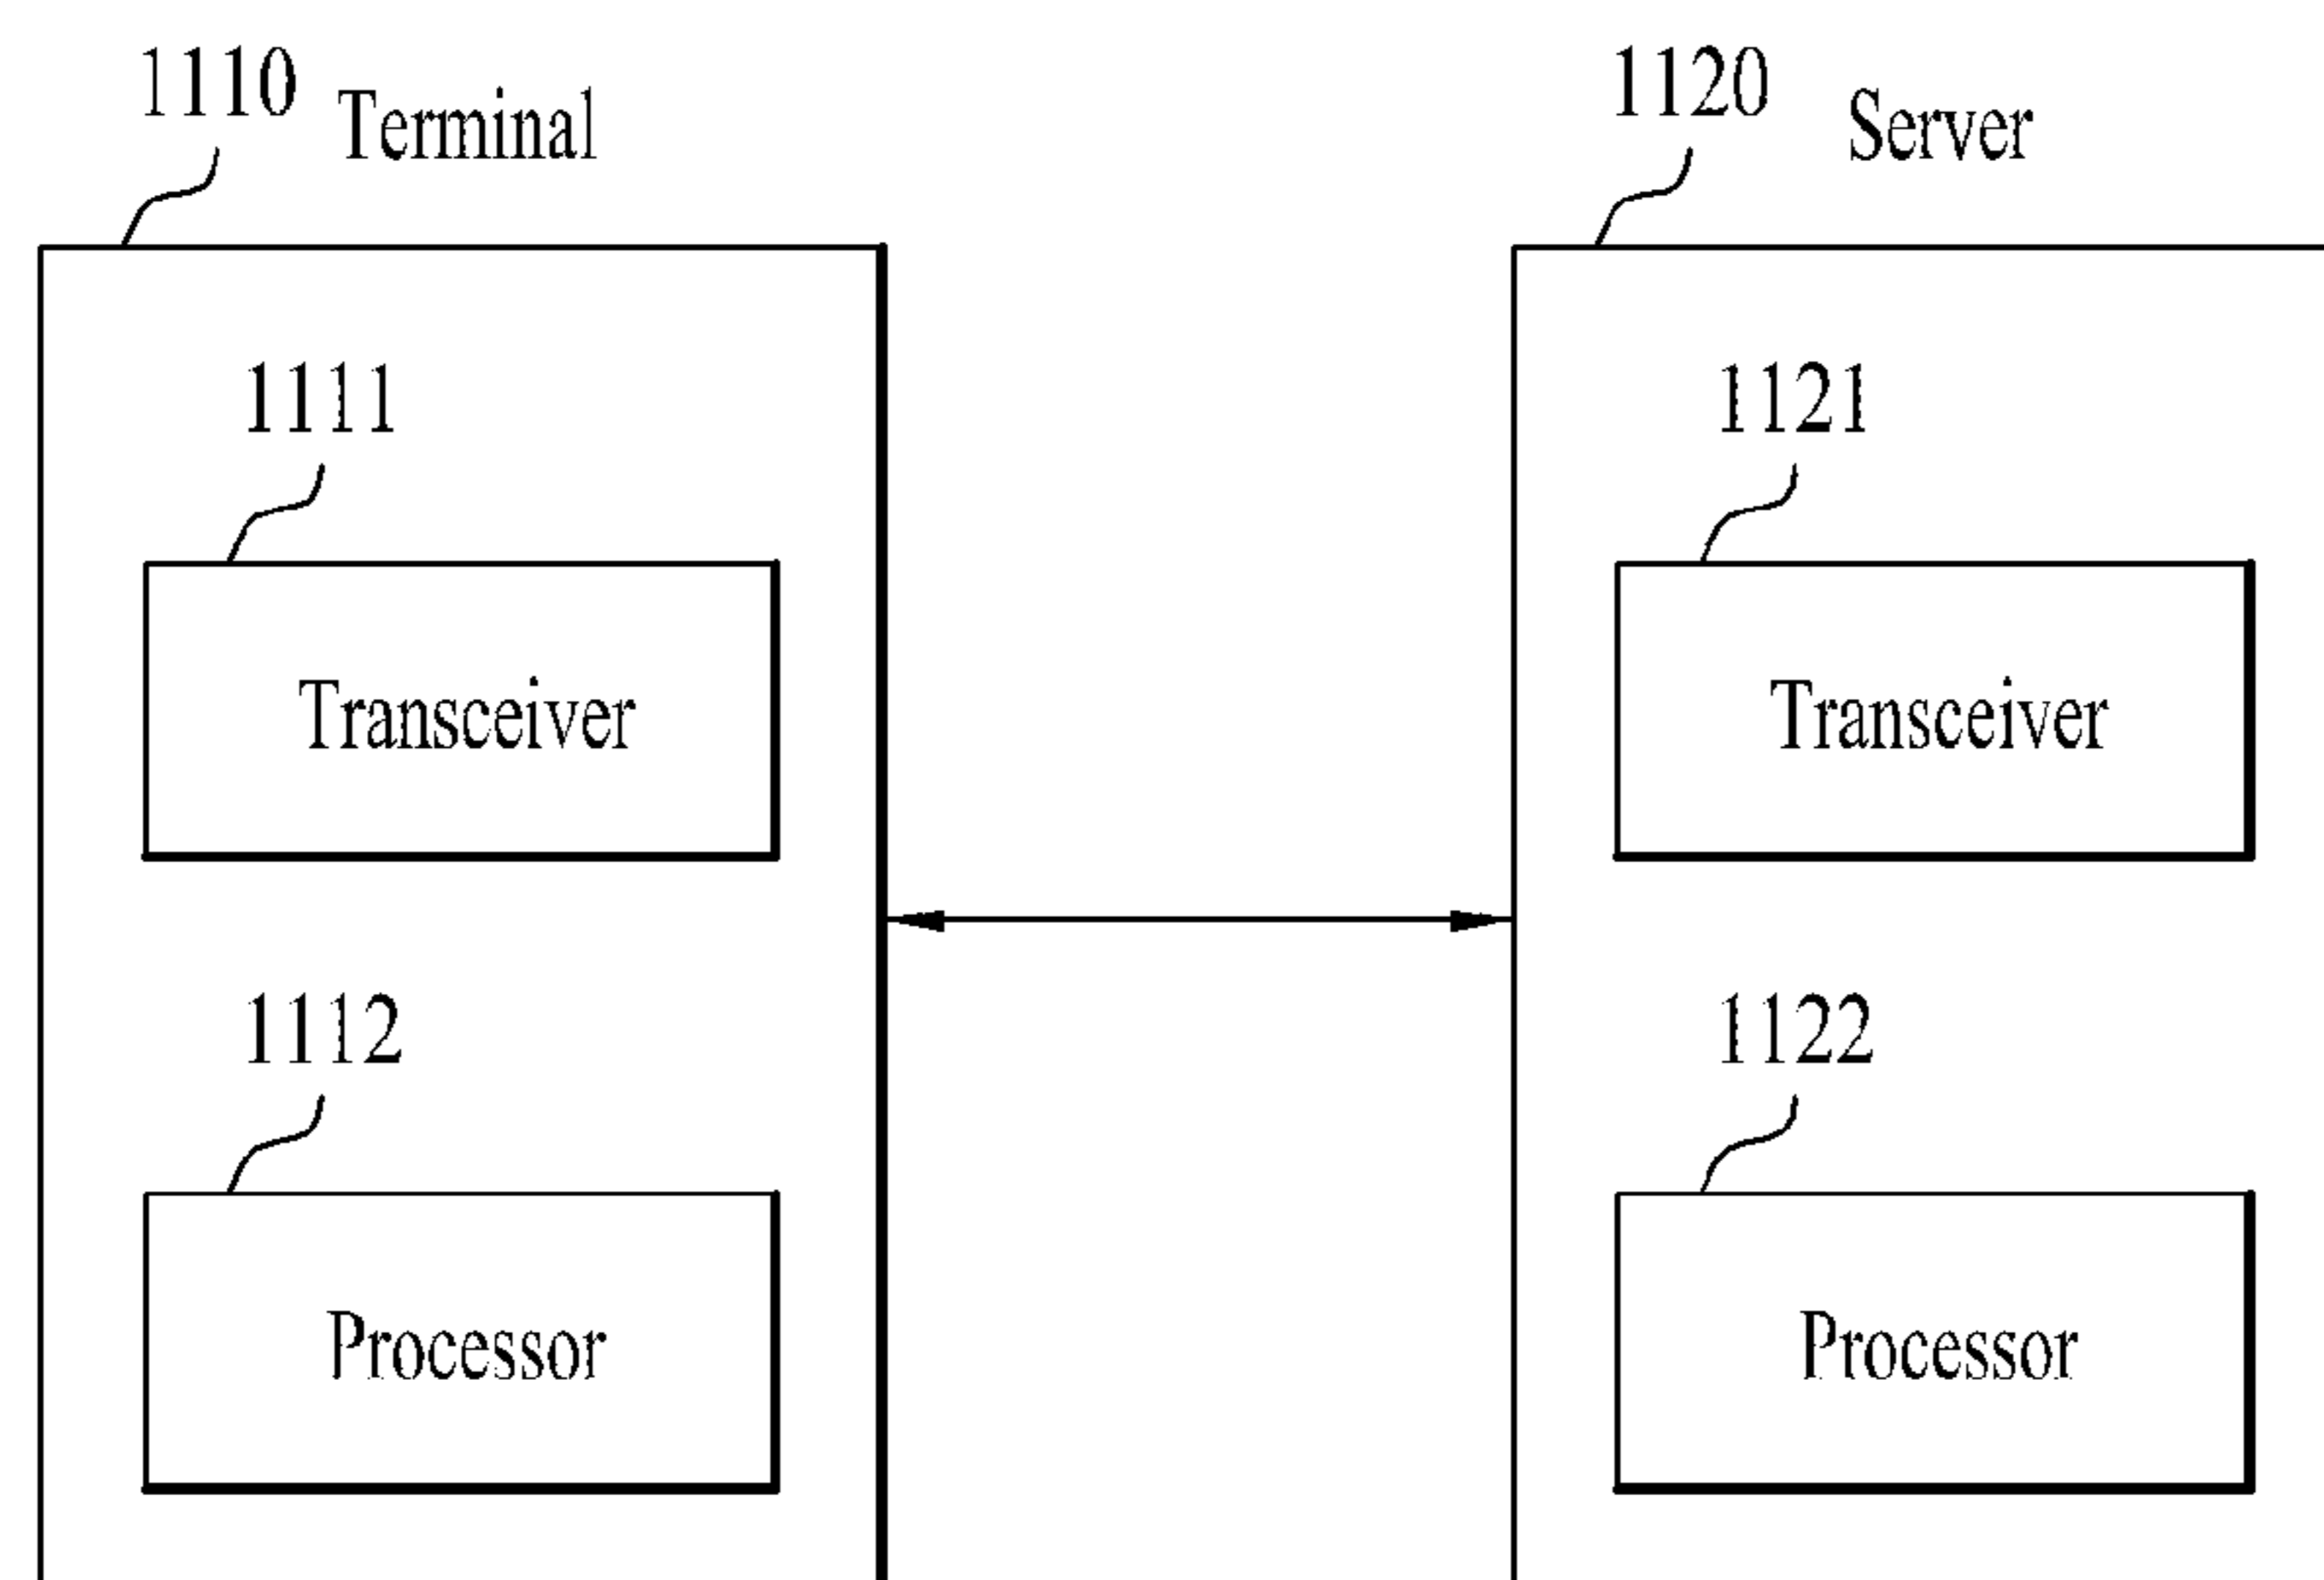 1110 Terminal
1120 Server
1111
1121
Transceiver
Transceiver
1112
1122
Processor
Processor